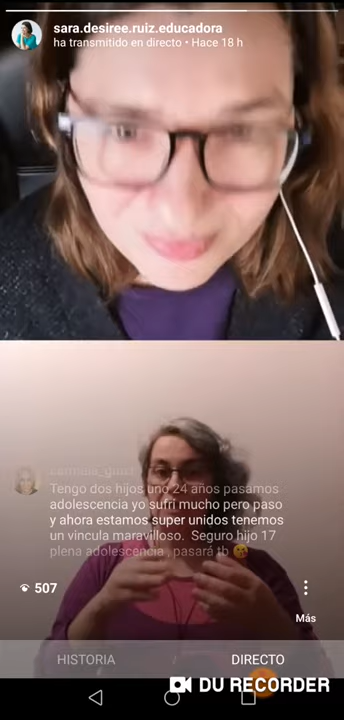 sara.desiree.ruiz.educadora
ha transmitido en directo • Hace 18 h
Tengo dos hijos uno 24 años pasamos
adolescencia yo sufri mucho pero paso
y ahora estamos super unidos tenemos
un vincula maravilloso. Seguro hijo 17
plena adolescencia , pasará tb
507
Más
HISTORIA
DIRECTO
DU RECORDER